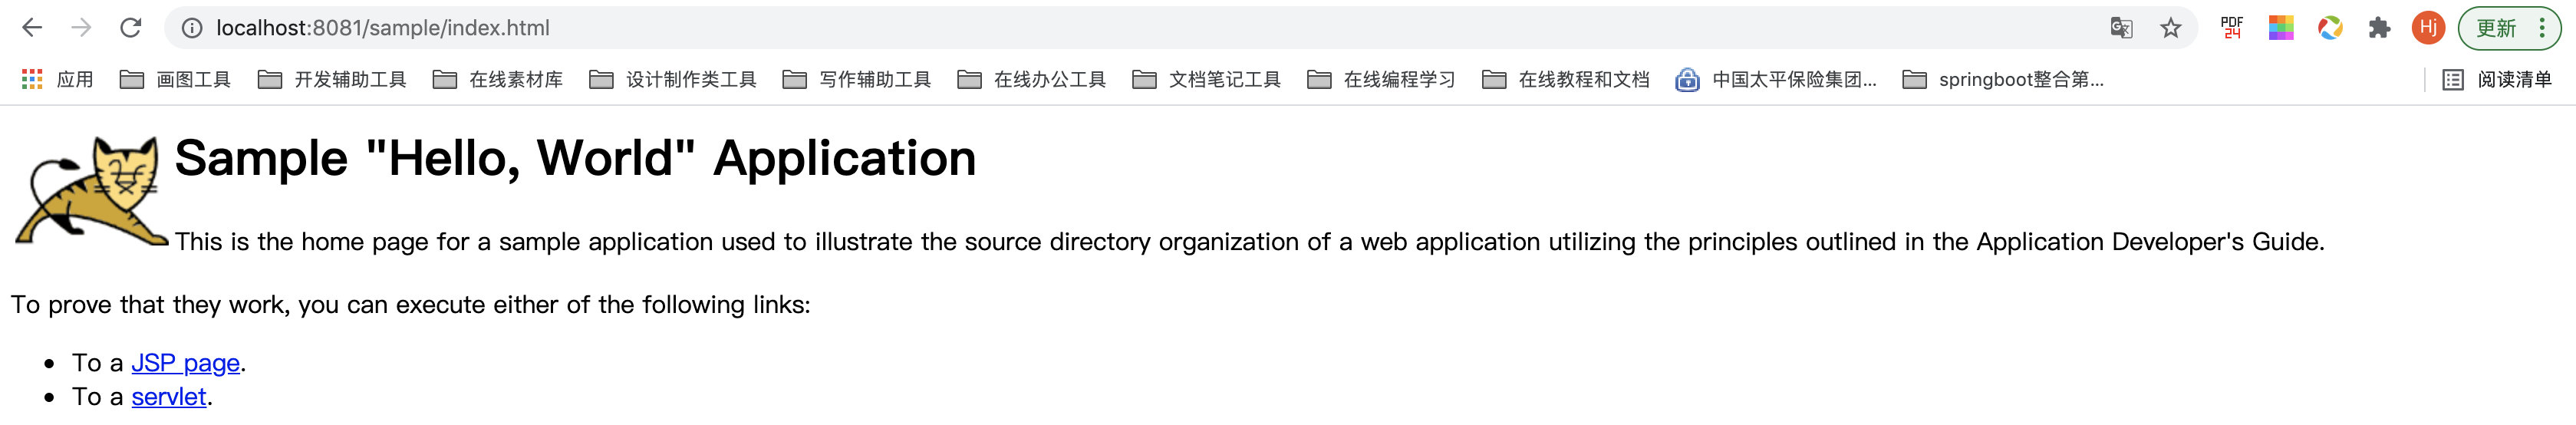 localhost:8081/sample/index.html PDF 24 Hj 更新
应用 画图工具 开发辅助工具 在线素材库 设计制作类工具 写作辅助工具 在线办公工具 文档笔记工具 在线编程学习 在线教程和文档 中国太平保险集团... springboot整合第... 阅读清单
Sample "Hello, World" Application
This is the home page for a sample application used to illustrate the source directory organization of a web application utilizing the principles outlined in the Application Developer's Guide.
To prove that they work, you can execute either of the following links:
• To a JSP page.
• To a servlet.